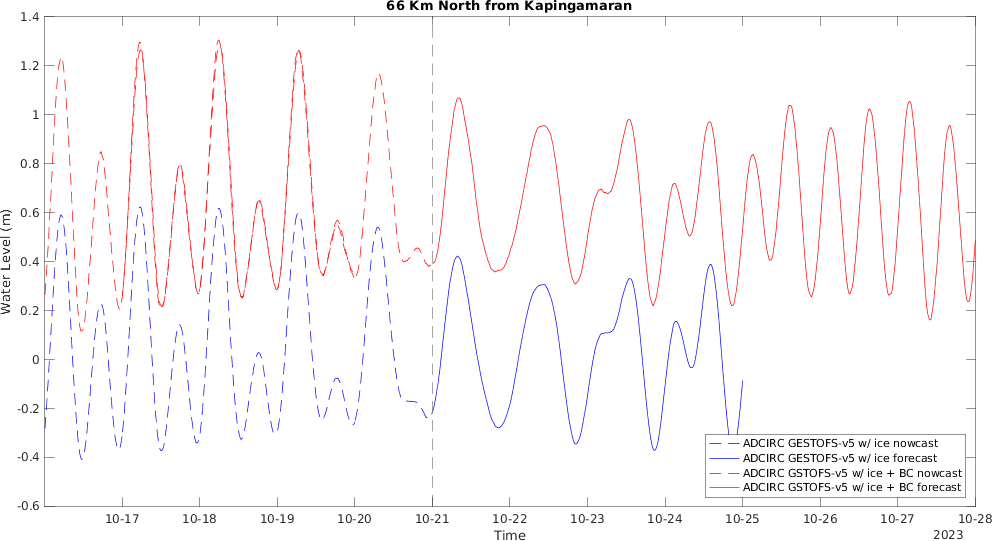 66 Km North from Kapingamaran
1.4
1.2
1
0.8
0.6
0.4
0.2
0
-0.2
-0.4
-0.6
Water Level (m)
ADCIRC GESTOFS-v5 w/ ice nowcast
ADCIRC GESTOFS-v5 w/ ice forecast
ADCIRC GSTOFS-v5 w/ ice + BC nowcast
ADCIRC GSTOFS-v5 w/ ice + BC forecast
10-17 10-18 10-19 10-20 10-21 10-22 10-23 10-24 10-25 10-26 10-27 10-28
Time
2023